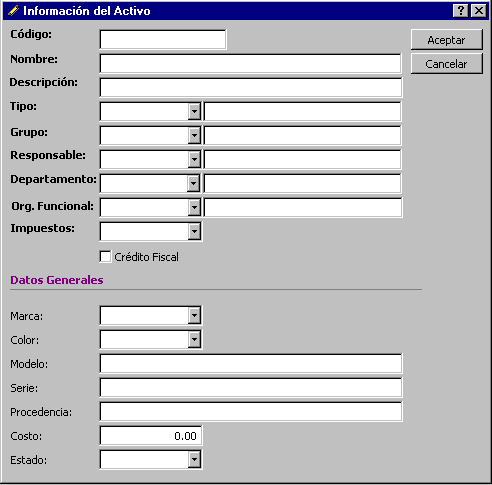 Información del Activo
Código:
Aceptar
Nombre:
Cancelar
Descripción:
Tipo:
Grupo:
Responsable:
Departamento:
Org. Funcional:
Impuestos:
Crédito Fiscal
Datos Generales
Marca:
Color:
Modelo:
Serie:
Procedencia:
Costo: 0.00
Estado: